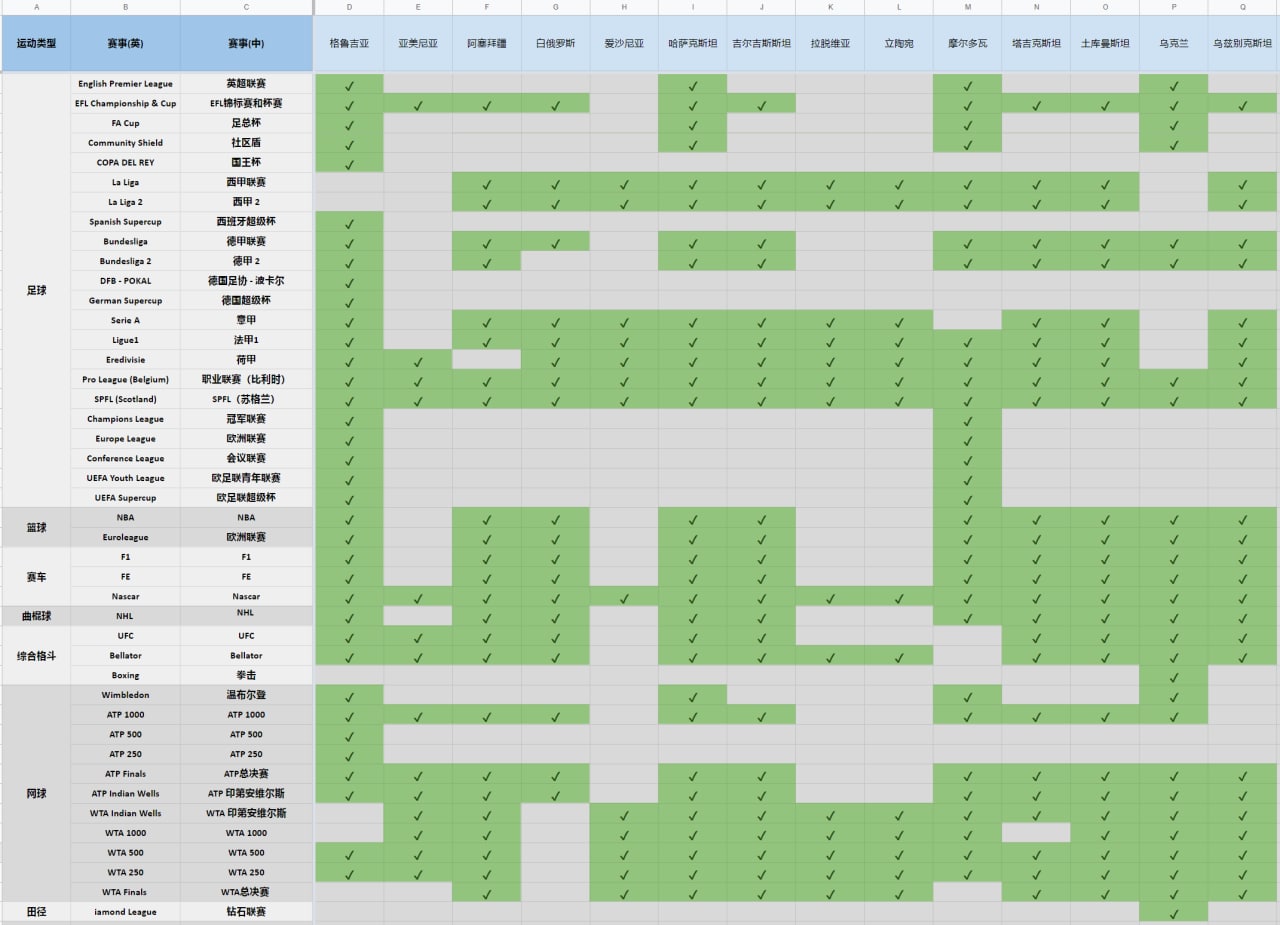 A B C D E F G H I J K L M N O P Q
运动类型 赛事(英) 赛事(中) 格鲁吉亚 亚美尼亚 阿塞拜疆 白俄罗斯 爱沙尼亚 哈萨克斯坦 吉尔吉斯斯坦 拉脱维亚 立陶宛 摩尔多瓦 塔吉克斯坦 土库曼斯坦 乌克兰 乌兹别克斯坦
足球
English Premier League 英超联赛
EFL Championship & Cup EFL锦标赛和杯赛
FA Cup 足总杯
Community Shield 社区盾
COPA DEL REY 国王杯
La Liga 西甲联赛
La Liga 2 西甲 2
Spanish Supercup 西班牙超级杯
Bundesliga 德甲联赛
Bundesliga 2 德甲 2
DFB - POKAL 德国足协 - 波卡尔
German Supercup 德国超级杯
Serie A 意甲
Ligue1 法甲1
Eredivisie 荷甲
Pro League (Belgium) 职业联赛（比利时）
SPFL (Scotland) SPFL（苏格兰）
Champions League 冠军联赛
Europe League 欧洲联赛
Conference League 会议联赛
UEFA Youth League 欧足联青年联赛
UEFA Supercup 欧足联超级杯
篮球
NBA NBA
Euroleague 欧洲联赛
赛车
F1 F1
FE FE
Nascar Nascar
曲棍球 NHL NHL
综合格斗
UFC UFC
Bellator Bellator
Boxing 拳击
网球
Wimbledon 温布尔登
ATP 1000 ATP 1000
ATP 500 ATP 500
ATP 250 ATP 250
ATP Finals ATP总决赛
ATP Indian Wells ATP 印第安维尔斯
WTA Indian Wells WTA 印第安维尔斯
WTA 1000 WTA 1000
WTA 500 WTA 500
WTA 250 WTA 250
WTA Finals WTA总决赛
田径 iamond League 钻石联赛